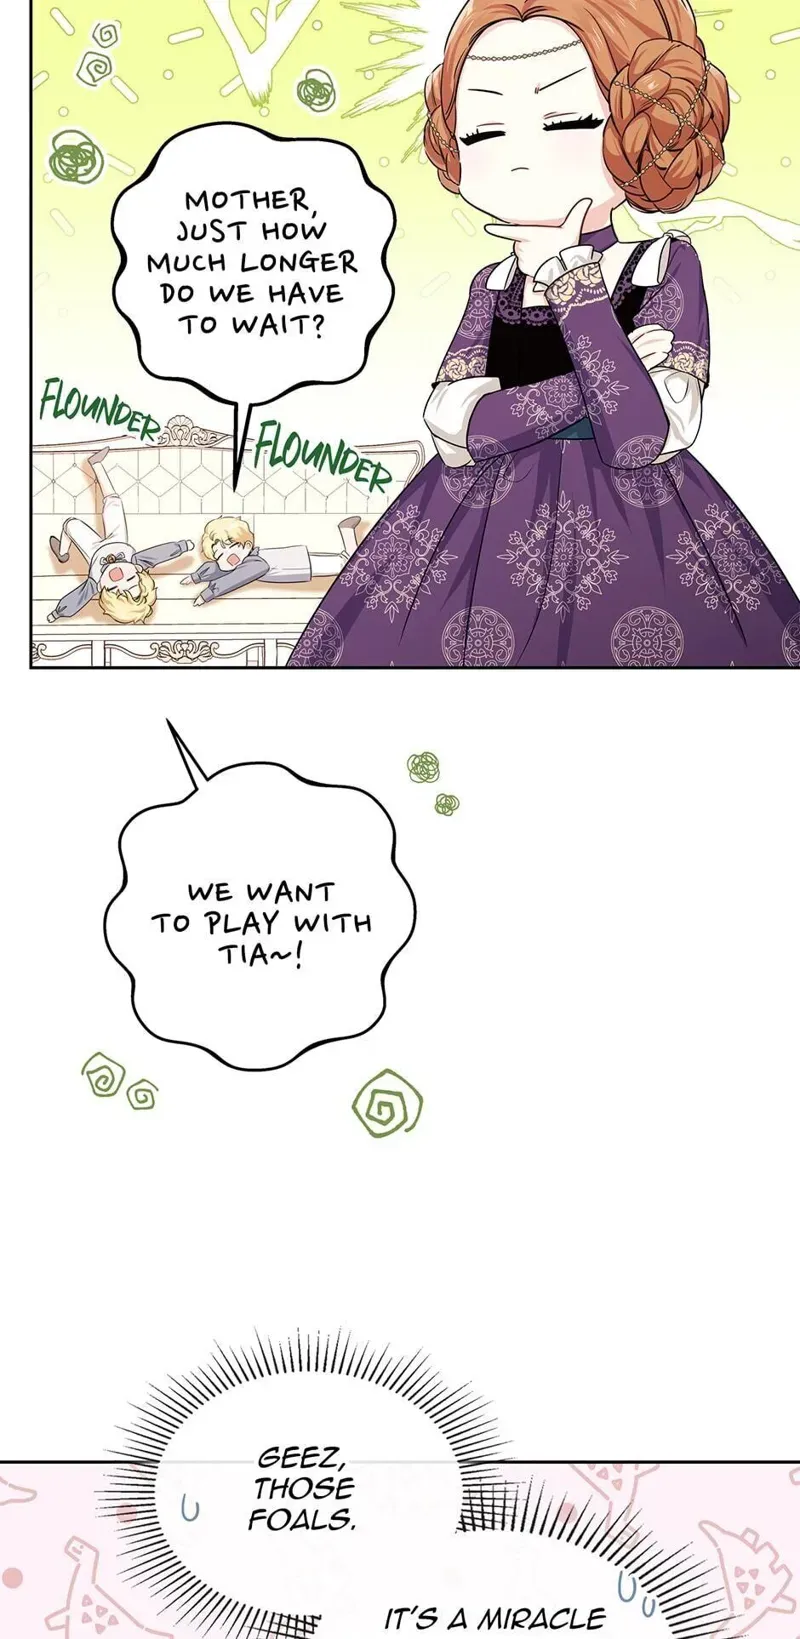 MOTHER,
JUST HOW
MUCH LONGER
DO WE HAVE
TO WAIT?
FLOUNDER
FLOUNDER
WE WANT
TO PLAY WITH
TIA~!
GEEZ,
THOSE
FOALS.
IT'S A MIRACLE